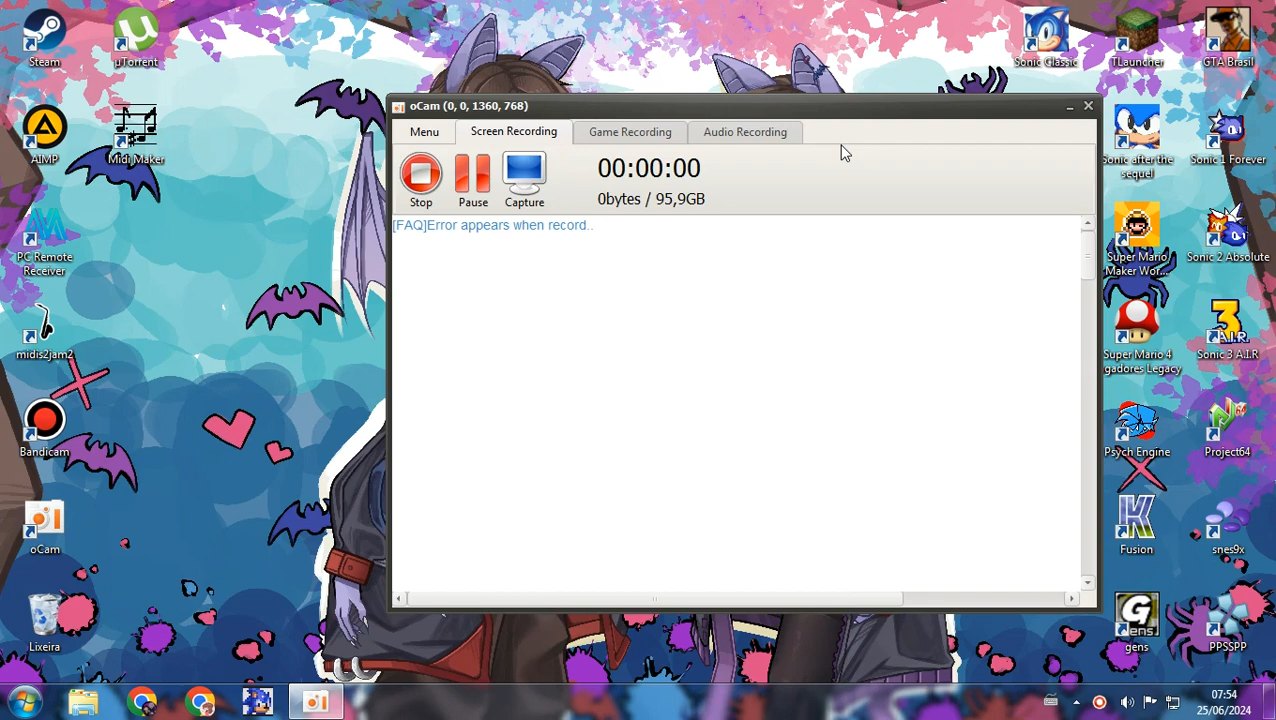 Steam
µTorrent
Sonic Classic
TLauncher
GTA Brasil
oCam (0, 0, 1360, 768)
Menu
Screen Recording
Game Recording
Audio Recording
Stop
Pause
Capture
00:00:00
0bytes / 95,9GB
[FAQ]Error appears when record..
AIMP
Midi Maker
Sonic after the
sequel
Sonic 1 Forever
PC Remote
Receiver
Super Mario
Maker Wor...
Sonic 2 Absolute
midis2jam2
Super Mario 4
gadores Legacy
3
A.I.R
Sonic 3 A.I.R
Bandicam
Psych Engine
64
Project64
oCam
K
Fusion
snes9x
Lixeira
G
ens
gens
PPSSPP
07:54
25/06/2024